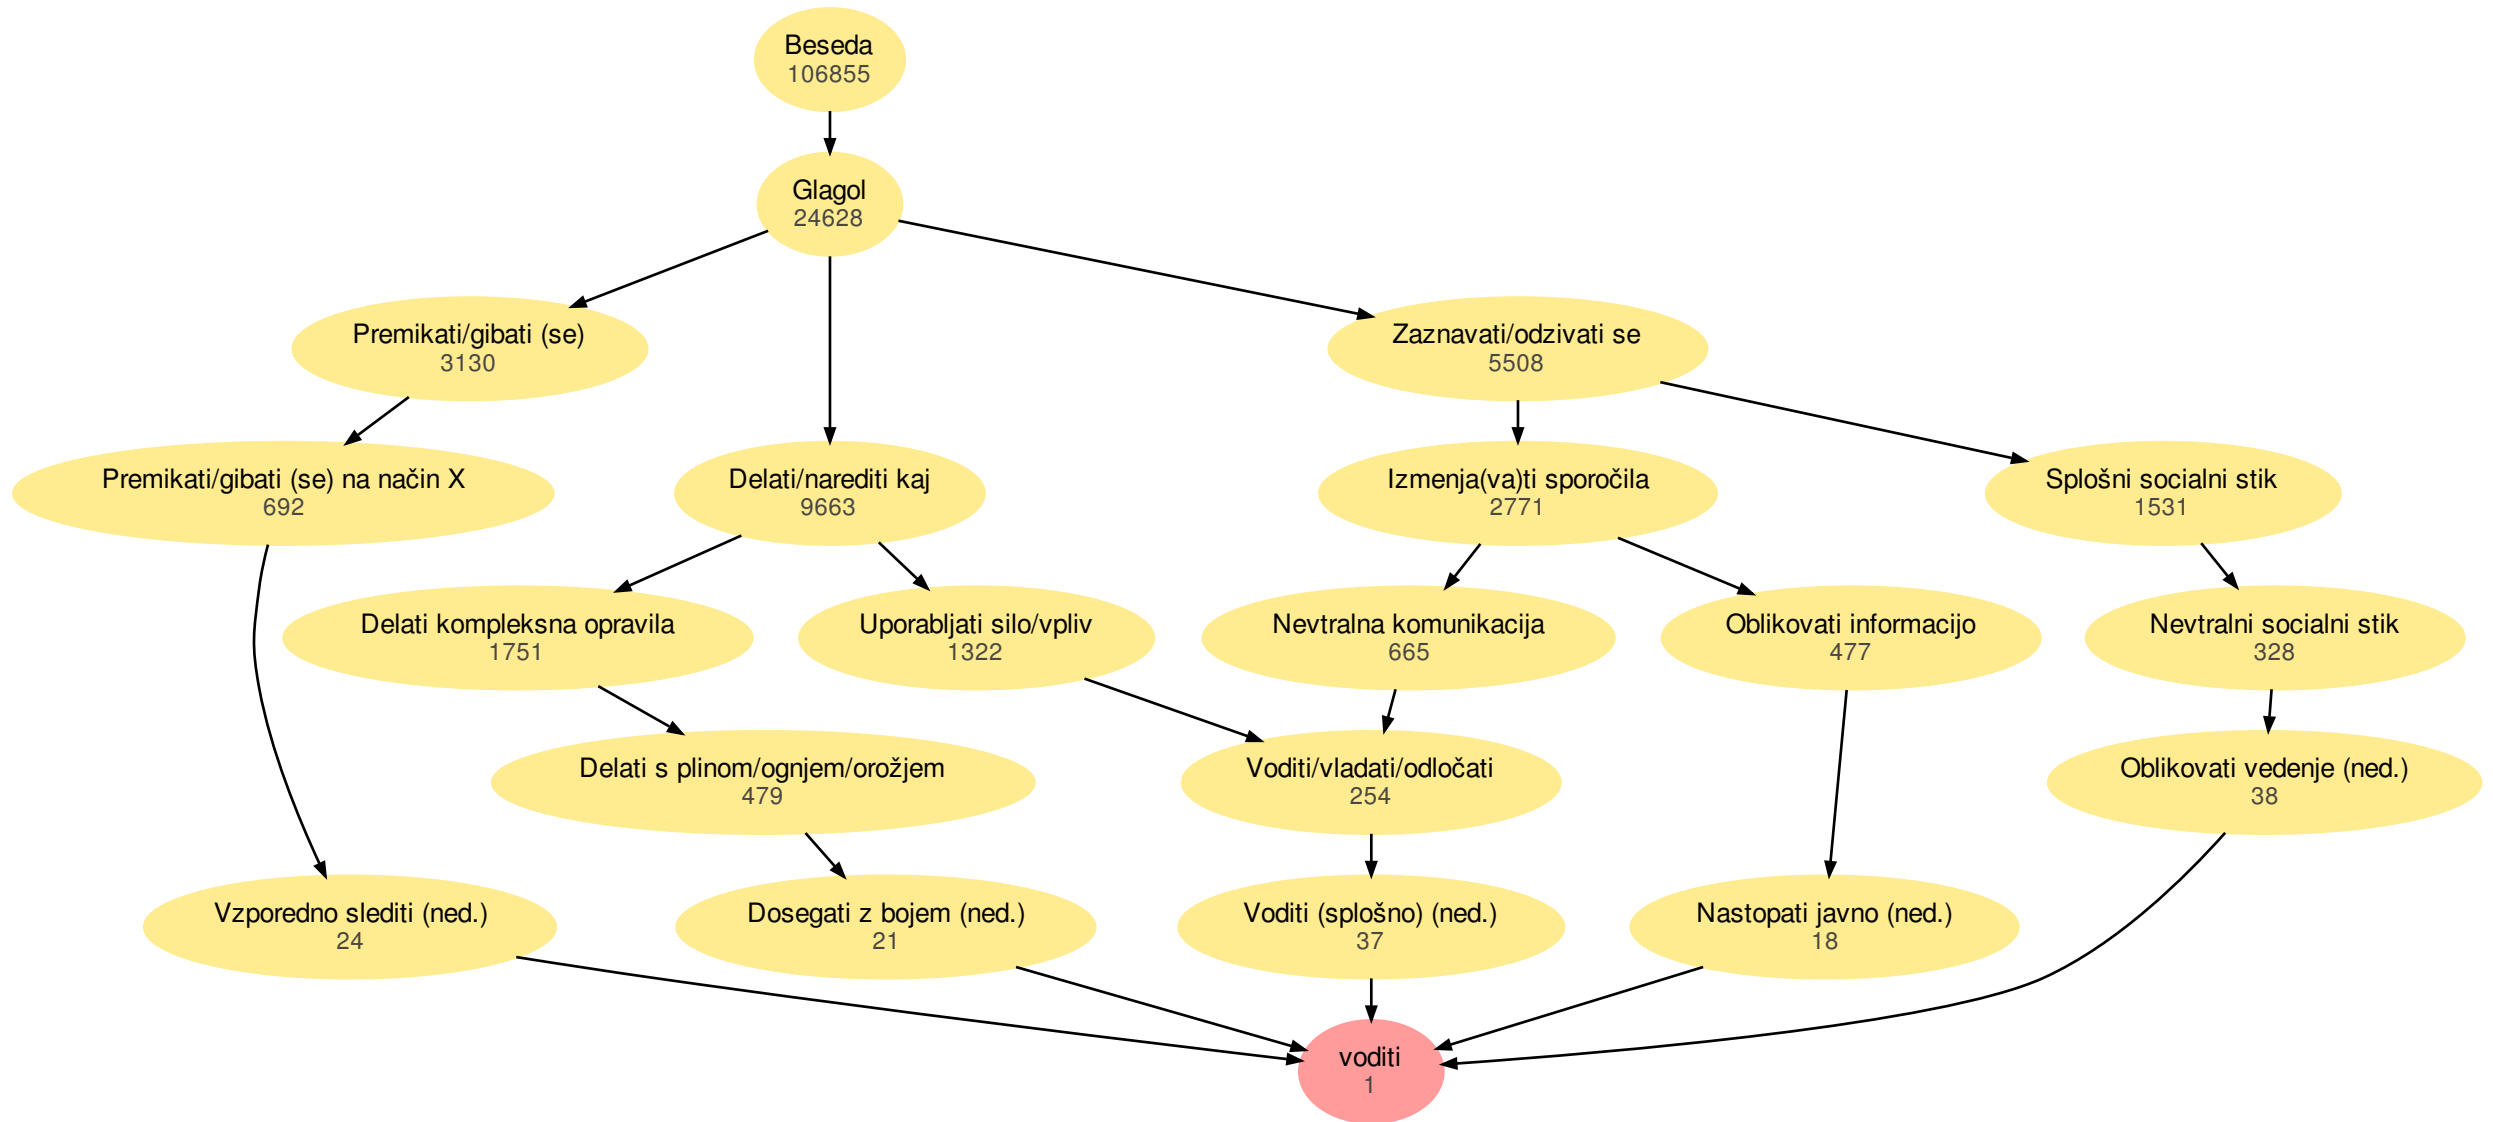 Beseda
106855
Glagol
24628
Premikati/gibati (se)
3130
Zaznavati/odzivati se
5508
Premikati/gibati (se) na način X
692
Delati/narediti kaj
9663
Izmenja(va)ti sporočila
2771
Splošni socialni stik
1531
Delati kompleksna opravila
1751
Uporabljati silo/vpliv
1322
Nevtralna komunikacija
665
Oblikovati informacijo
477
Nevtralni socialni stik
328
Delati s plinom/ognjem/orožjem
479
Voditi/vladati/odločati
254
Oblikovati vedenje (ned.)
38
Vzporedno slediti (ned.)
24
Dosegati z bojem (ned.)
21
Voditi (splošno) (ned.)
37
Nastopati javno (ned.)
18
voditi
1